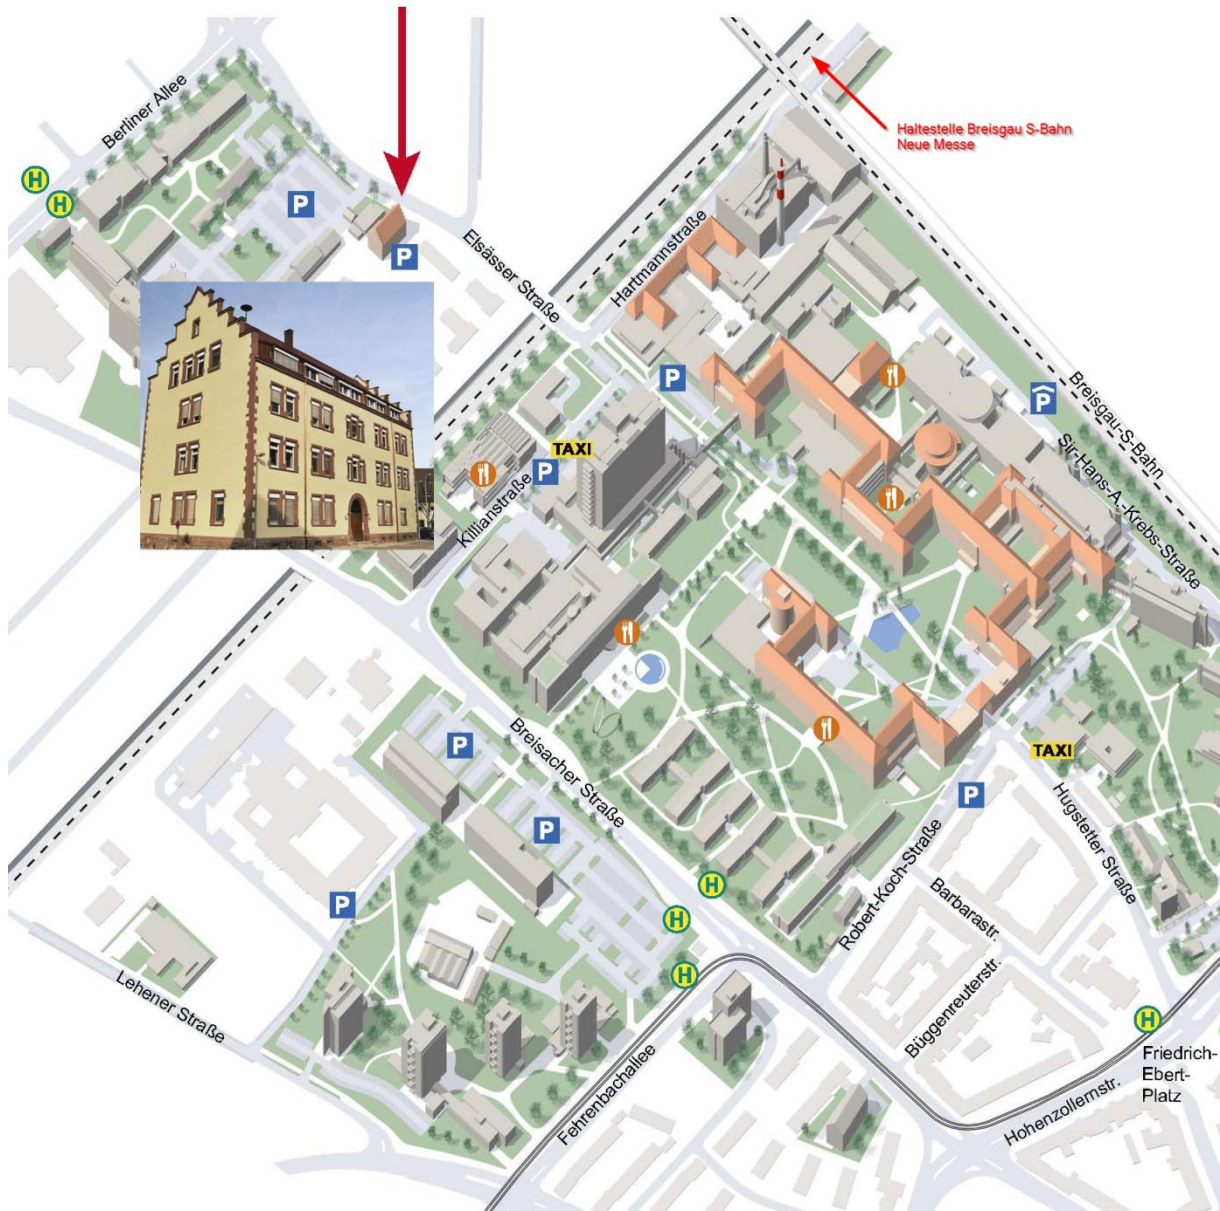 Berliner Allee
H
H
P
P
Elsässer Straße
Haltestelle Breisgau S-Bahn
Neue Messe
Hartmannstraße
P
P
Breisgau-S-Bahn
Sir-Hans-A.-Krebs-Straße
TAXI
P
Killianstraße
Breisacher Straße
P
P
P
TAXI
P
Hugstetter Straße
Robert-Koch-Straße
Barbarastr.
Büggenreuterstr.
H
H
H
Lehener Straße
Fehrenbachallee
H
Friedrich-
Ebert-
Platz
Hohenzollernstr.